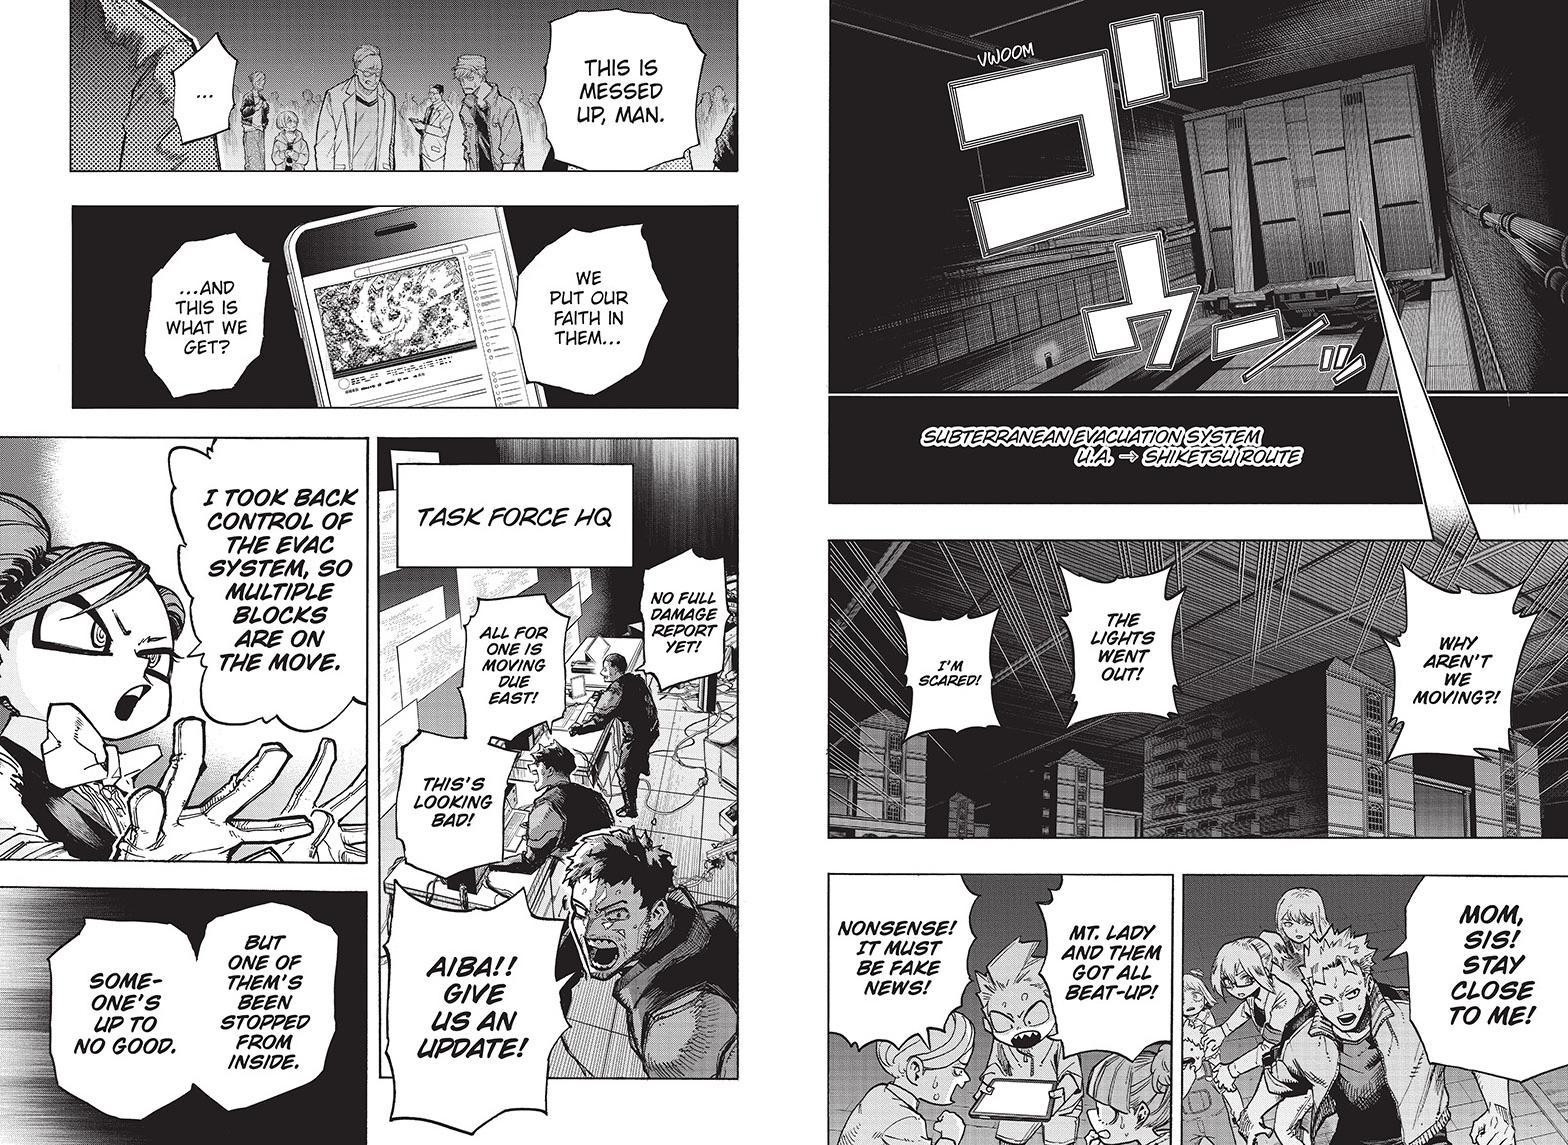 VWOOM
ゴゥーン
SUBTERRANEAN EVACUATION SYSTEM
U.A. → SHIKETSU ROUTE
WHY
AREN'T
WE
MOVING?!
THE
LIGHTS
WENT
OUT!
I'M
SCARED!
MOM,
SIS!
STAY
CLOSE
TO ME!
MT. LADY
AND THEM
GOT ALL
BEAT-UP!
NONSENSE!
IT MUST
BE FAKE
NEWS!
THIS IS
MESSED
UP, MAN.
...
WE
PUT OUR
FAITH IN
THEM...
...AND
THIS IS
WHAT WE
GET?
TASK FORCE HQ
NO FULL
DAMAGE
REPORT
YET!
ALL FOR
ONE IS
MOVING
DUE
EAST!
THIS'S
LOOKING
BAD!
AIBA!!
GIVE
US AN
UPDATE!
I TOOK BACK
CONTROL OF
THE EVAC
SYSTEM, SO
MULTIPLE
BLOCKS
ARE ON
THE MOVE.
BUT
ONE OF
THEM'S
BEEN
STOPPED
FROM
INSIDE.
SOME-
ONE'S
UP TO
NO GOOD.